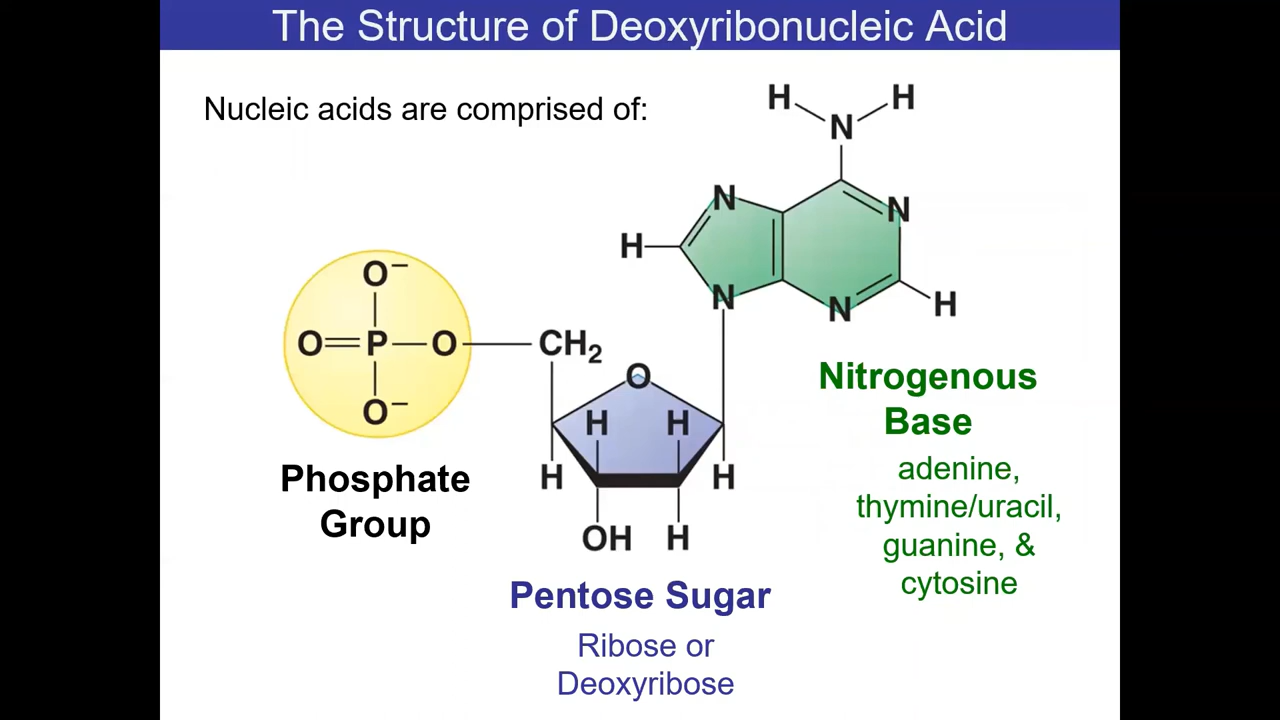 The Structure of Deoxyribonucleic Acid
Nucleic acids are comprised of:
H H
N
N
N
H
O⁻
N
N
H
O=P—O
CH₂
O
O⁻
H H
H
H
OH H
Nitrogenous
Base
adenine,
thymine/uracil,
guanine, &
cytosine
Phosphate
Group
Pentose Sugar
Ribose or
Deoxyribose